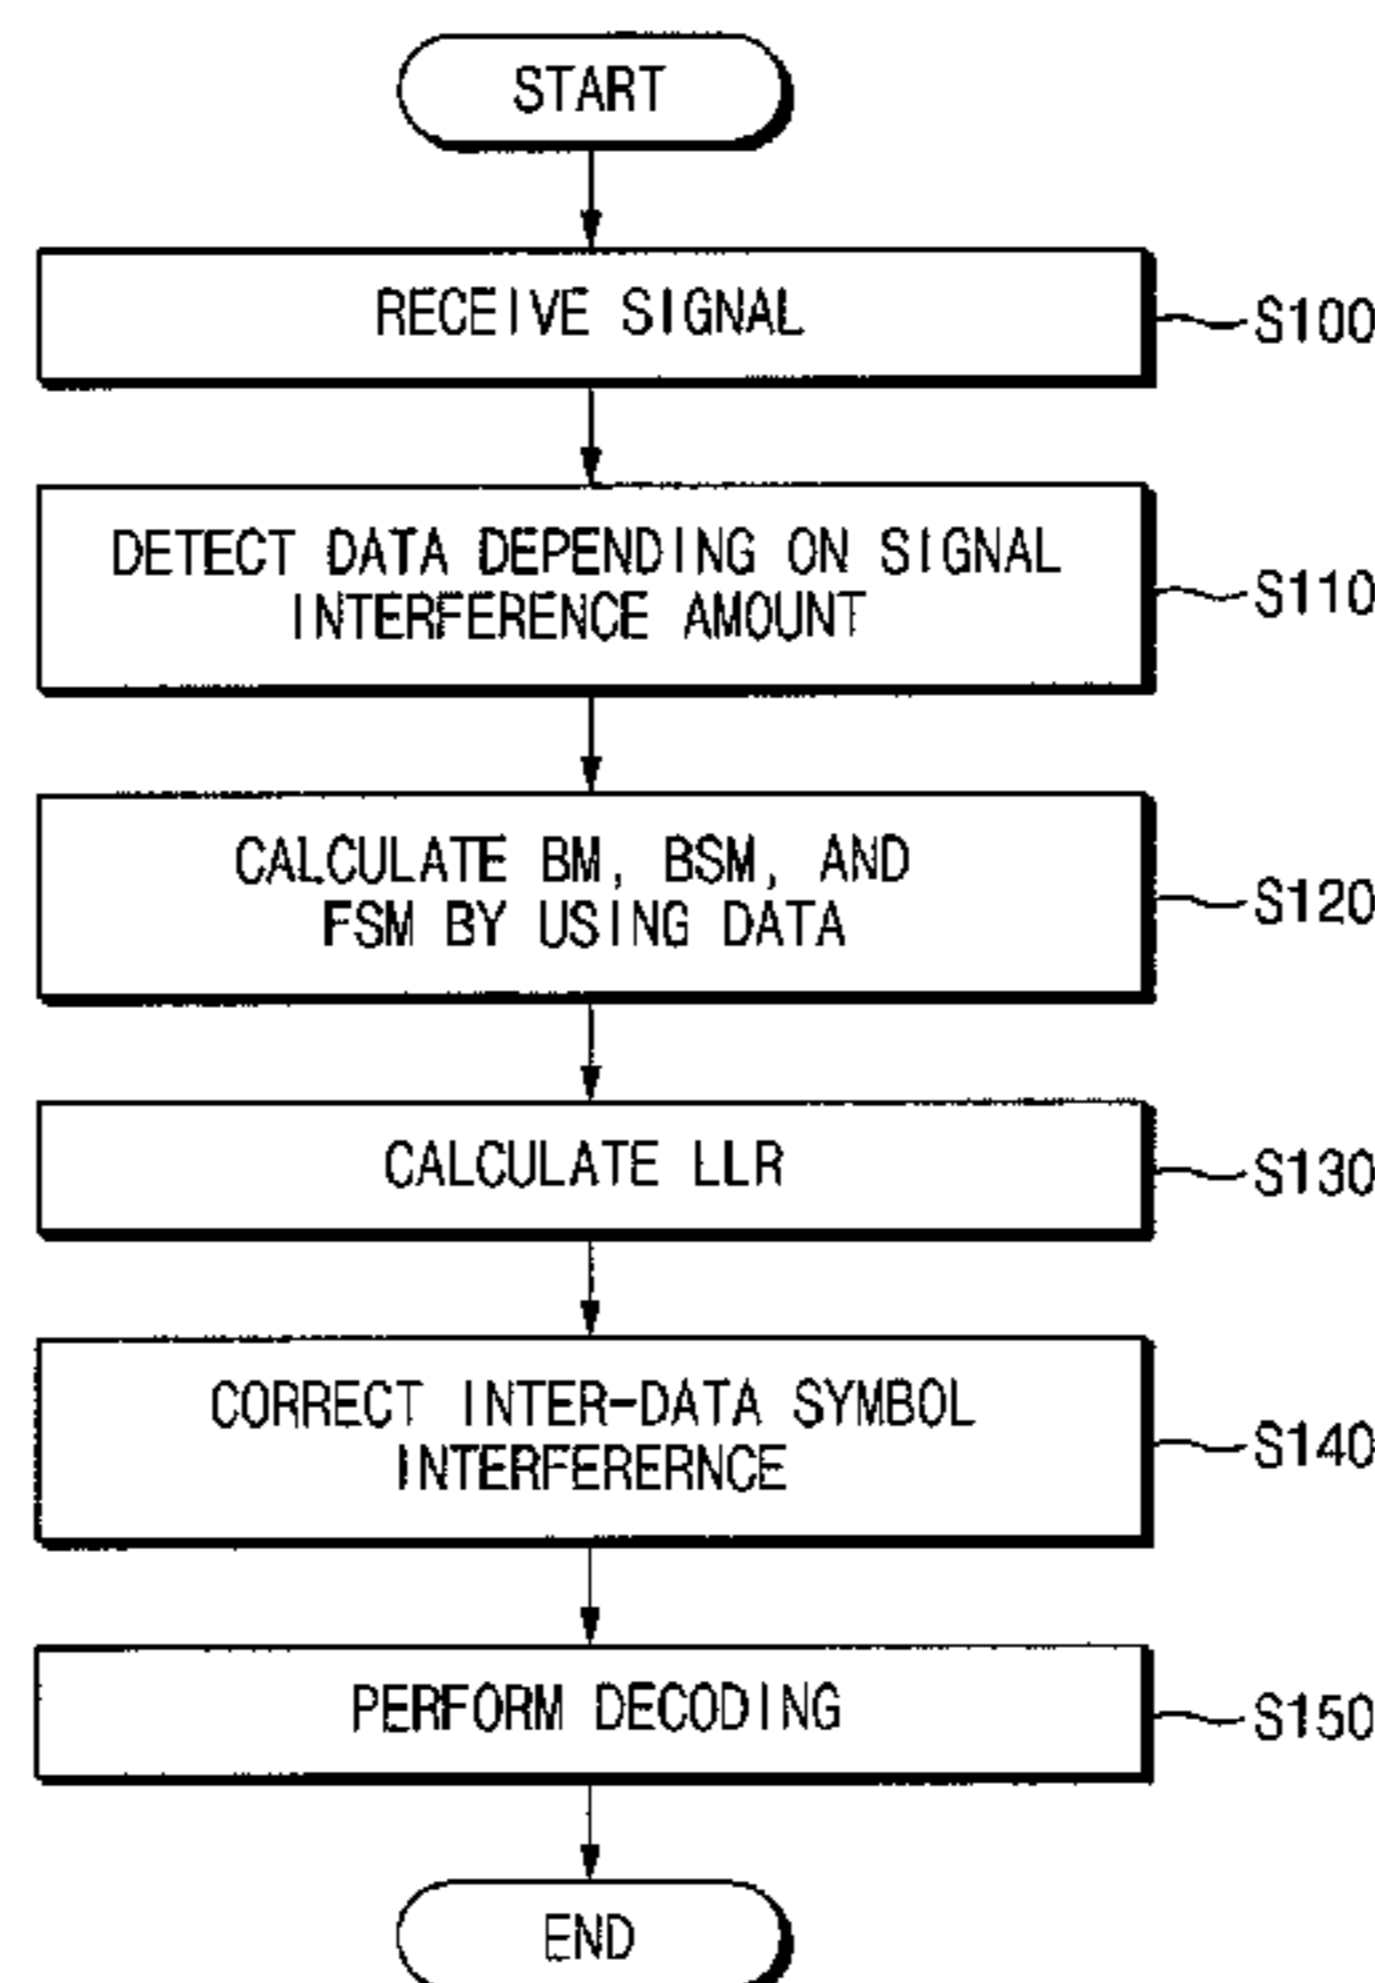 START
RECEIVE SIGNAL
S100
DETECT DATA DEPENDING ON SIGNAL
INTERFERENCE AMOUNT
S110
CALCULATE BM, BSM, AND
FSM BY USING DATA
S120
CALCULATE LLR
S130
CORRECT INTER-DATA SYMBOL
INTERFERERNCE
S140
PERFORM DECODING
S150
END